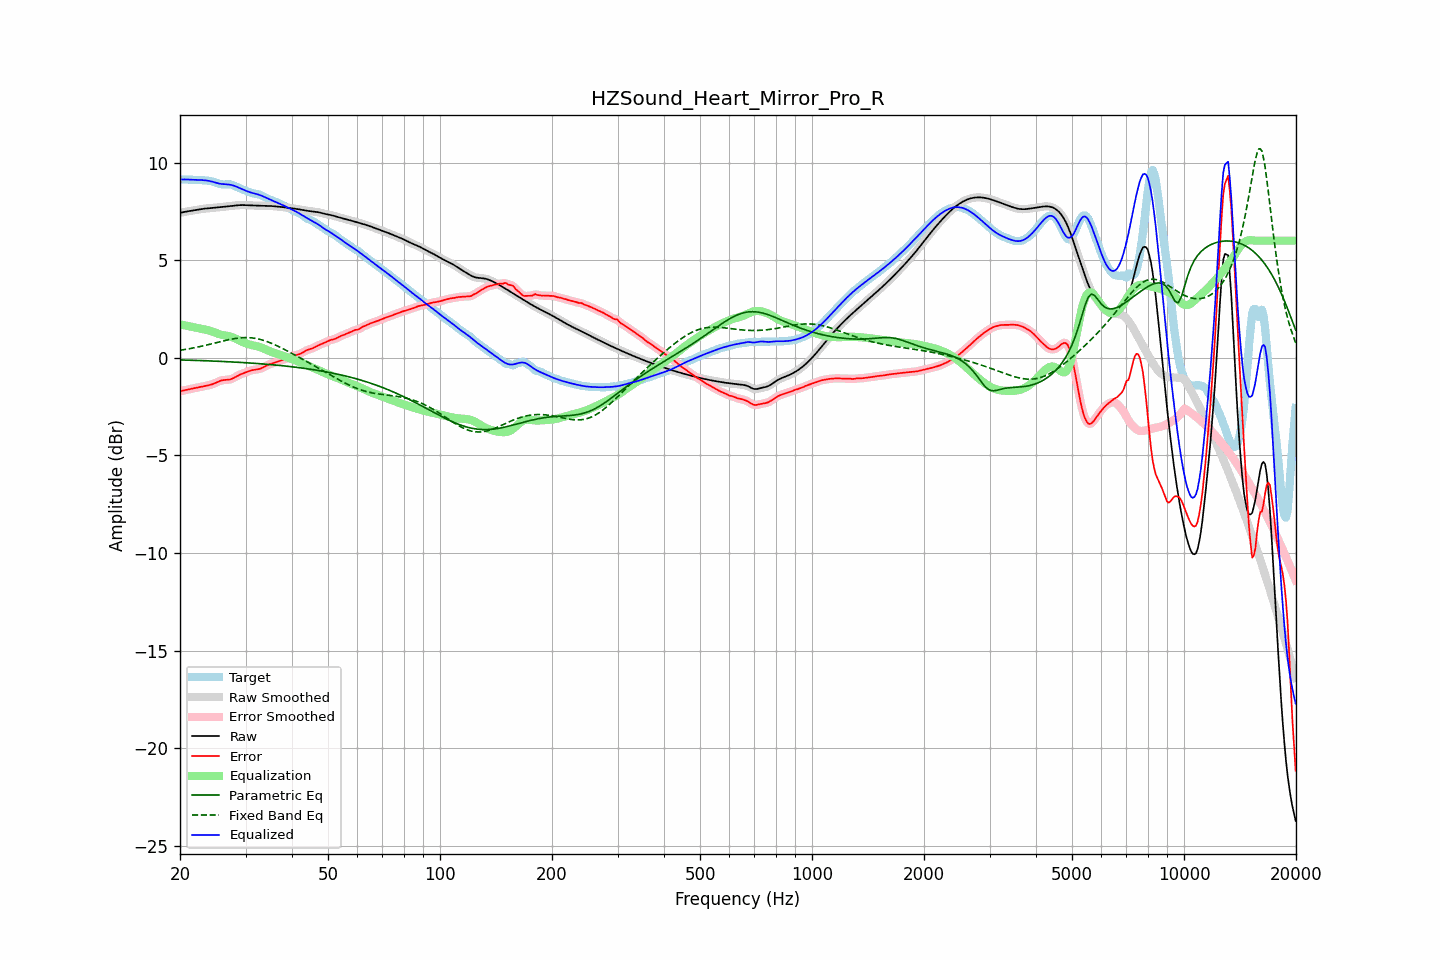 HZSound_Heart_Mirror_Pro_R
10
5
0
−5
−10
−15
−20
−25
Amplitude (dBr)
Target
Raw Smoothed
Error Smoothed
Raw
Error
Equalization
Parametric Eq
Fixed Band Eq
Equalized
20 50 100 200 500 1000 2000 5000 10000 20000
Frequency (Hz)